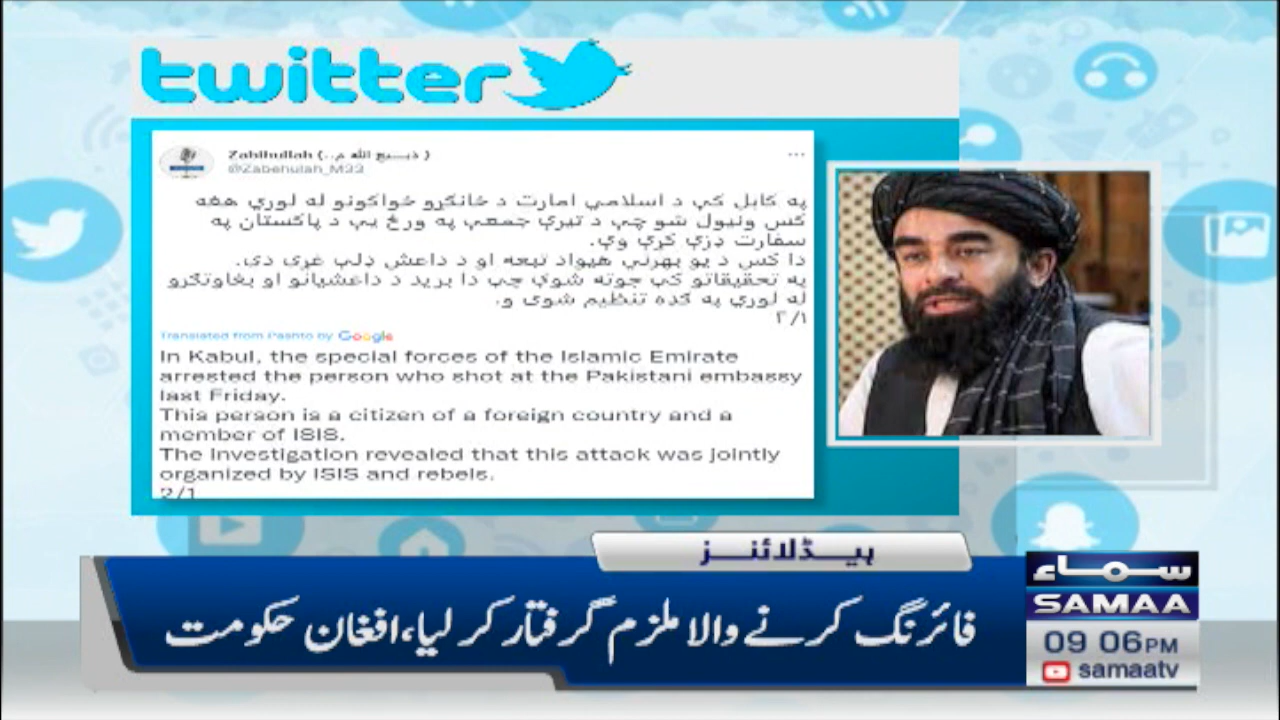 twitter
Zabihullah (..ذبـــيح الله م )
@Zabehulah_M33
په کابل کې د اسلامي امارت د ځانګړو ځواکونو له لوري هغه
کس ونیول شو چې د تېرې جمعې په ورځ یې د پاکستان په
سفارت ډزې کړې وې.
دا کس د یو بهرني هېواد تبعه او د داعش ډلې غړی دی.
په تحقیقاتو کې جوته شوې چې دا برید د داعشیانو او بغاوتګرو
له لوري په ګډه تنظیم شوی و.
۲/۱
Translated from Pashto by Google
In Kabul, the special forces of the Islamic Emirate
arrested the person who shot at the Pakistani embassy
last Friday.
This person is a citizen of a foreign country and a
member of ISIS.
The investigation revealed that this attack was jointly
organized by ISIS and rebels.
2/1
ہیڈلائنز
فائرنگ کرنے والا ملزم گرفتار کر لیا،افغان حکومت
سماء
SAMAA
09 06PM
samaatv